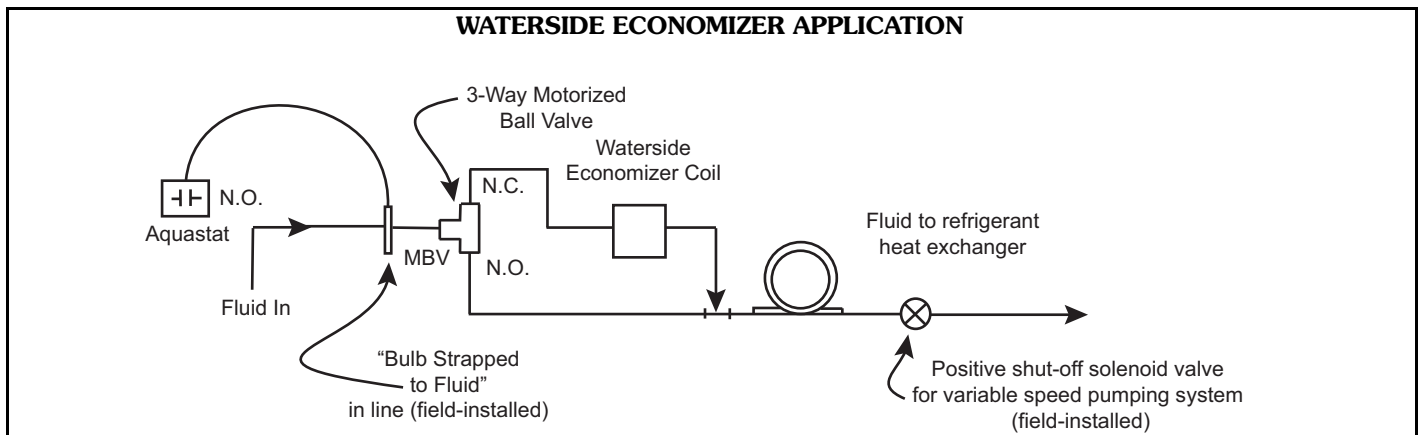 WATERSIDE ECONOMIZER APPLICATION
3-Way Motorized
Ball Valve
Waterside
Economizer Coil
N.C.
N.O.
Aquastat
MBV
N.O.
Fluid to refrigerant
heat exchanger
Fluid In
“Bulb Strapped
to Fluid”
in line (field-installed)
Positive shut-off solenoid valve
for variable speed pumping system
(field-installed)